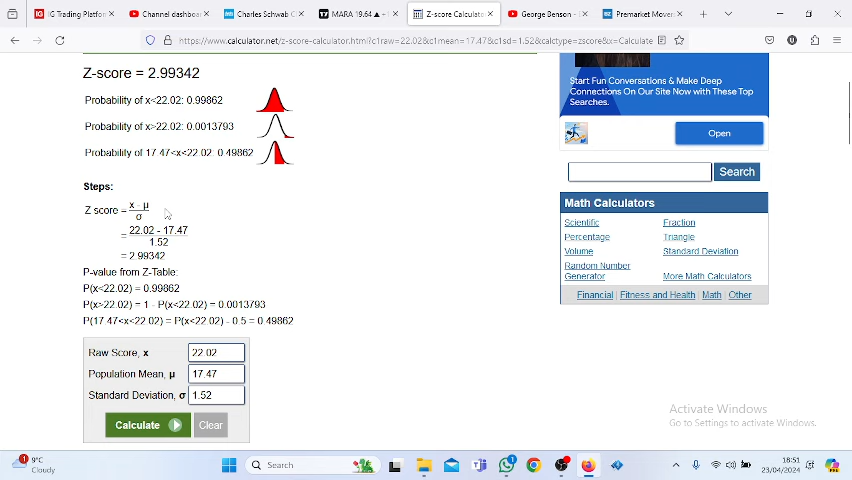 IG Trading Platfor
Channel dashboar
Charles Schwab C
MARA 19.64 ▲ +
Z-score Calculato
George Benson -
Premarket Mover
https://www.calculator.net/z-score-calculator.html?c1raw=22.02&c1mean=17.47&c1sd=1.52&calctype=zscore&x=Calculate
Z-score = 2.99342
Probability of x<22.02: 0.99862
Probability of x>22.02: 0.0013793
Probability of 17.47<x<22.02: 0.49862
Steps:
Z score = x - μ
σ
= 22.02 - 17.47
1.52
= 2.99342
P-value from Z-Table:
P(x<22.02) = 0.99862
P(x>22.02) = 1 - P(x<22.02) = 0.0013793
P(17.47<x<22.02) = P(x<22.02) - 0.5 = 0.49862
Raw Score, x 22.02
Population Mean, μ 17.47
Standard Deviation, σ 1.52
Calculate Clear
Start Fun Conversations & Make Deep
Connections On Our Site Now with These Top
Searches.
Open
Search
Math Calculators
Scientific Fraction
Percentage Triangle
Volume Standard Deviation
Random Number
Generator More Math Calculators
Financial | Fitness and Health | Math | Other
Activate Windows
Go to Settings to activate Windows.
1
9°C
Cloudy
Search
1
18:51
23/04/2024